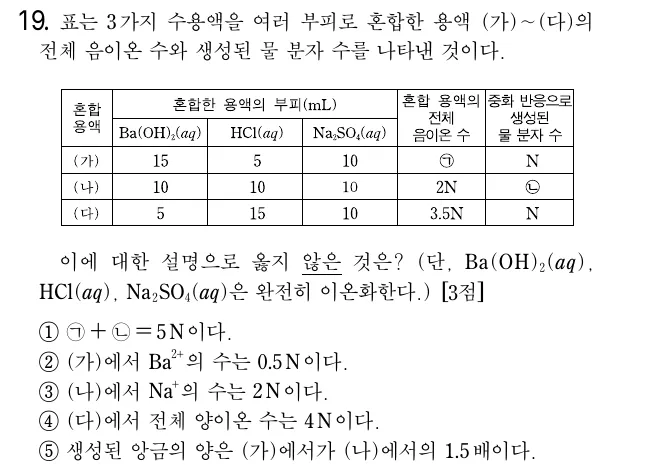 19. 표는 3가지 수용액을 여러 부피로 혼합한 용액 (가)~(다)의
전체 음이온 수와 생성된 물 분자 수를 나타낸 것이다.
혼합 용액 혼합한 용액의 부피(mL) 혼합 용액의 전체 음이온 수 중화 반응으로 생성된 물 분자 수
Ba(OH)₂(aq) HCl(aq) Na₂SO₄(aq)
(가) 15 5 10 ㉠ N
(나) 10 10 10 2N ㉡
(다) 5 15 10 3.5N N
이에 대한 설명으로 옳지 않은 것은? (단, Ba(OH)₂(aq),
HCl(aq), Na₂SO₄(aq)은 완전히 이온화한다.) [3점]
① ㉠+㉡=5N이다.
② (가)에서 Ba²⁺의 수는 0.5N이다.
③ (나)에서 Na⁺의 수는 2N이다.
④ (다)에서 전체 양이온 수는 4N이다.
⑤ 생성된 앙금의 양은 (가)에서가 (나)에서의 1.5배이다.